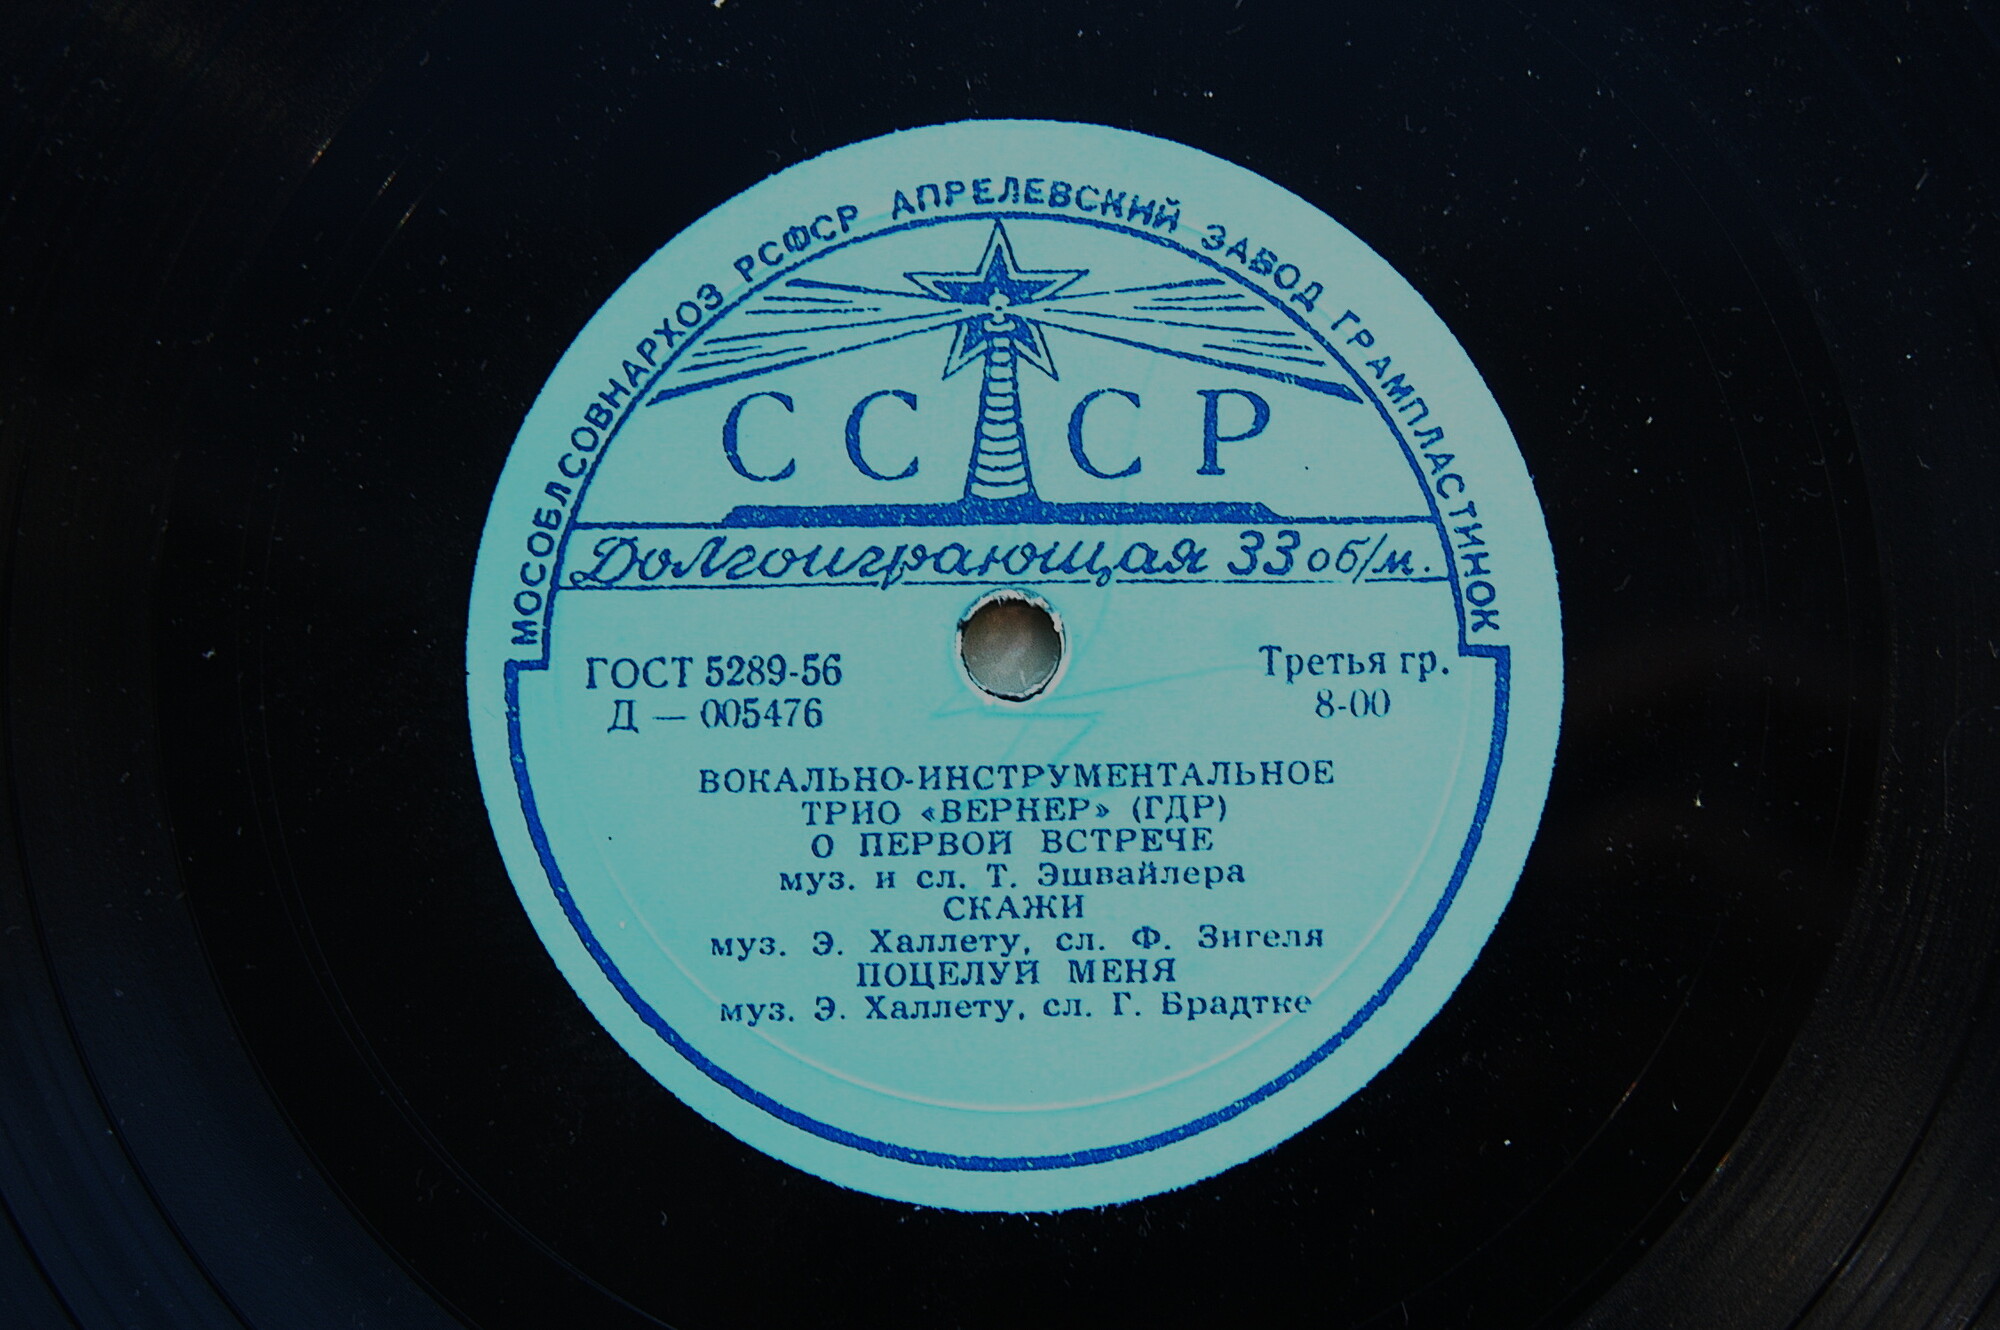 МОСОБЛСОВНАРХОЗ РСФСР АПРЕЛЕВСКИЙ ЗАВОД ГРАМПЛАСТИНОК
СССР
Долгоиграющая 33 об/м.
ГОСТ 5289-56
Д — 005476
Третья гр.
8-00
ВОКАЛЬНО-ИНСТРУМЕНТАЛЬНОЕ
ТРИО «ВЕРНЕР» (ГДР)
О ПЕРВОЙ ВСТРЕЧЕ
муз. и сл. Т. Эшвайлера
СКАЖИ
муз. Э. Халлету, сл. Ф. Зигеля
ПОЦЕЛУЙ МЕНЯ
муз. Э. Халлету, сл. Г. Брадтке